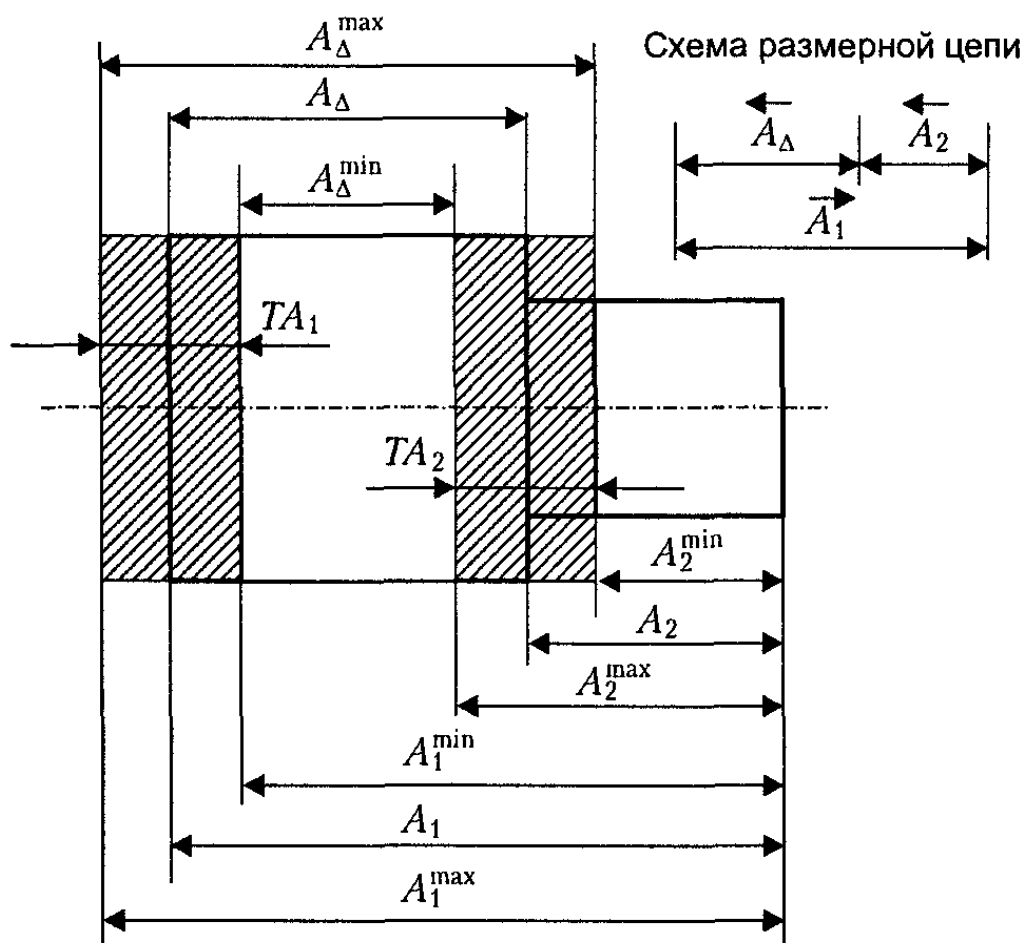 A_Δ^max
Схема размерной цепи
A_Δ
A_Δ A_2
A_Δ^min
A_1
TA_1
TA_2
A_2^min
A_2
A_2^max
A_1^min
A_1
A_1^max